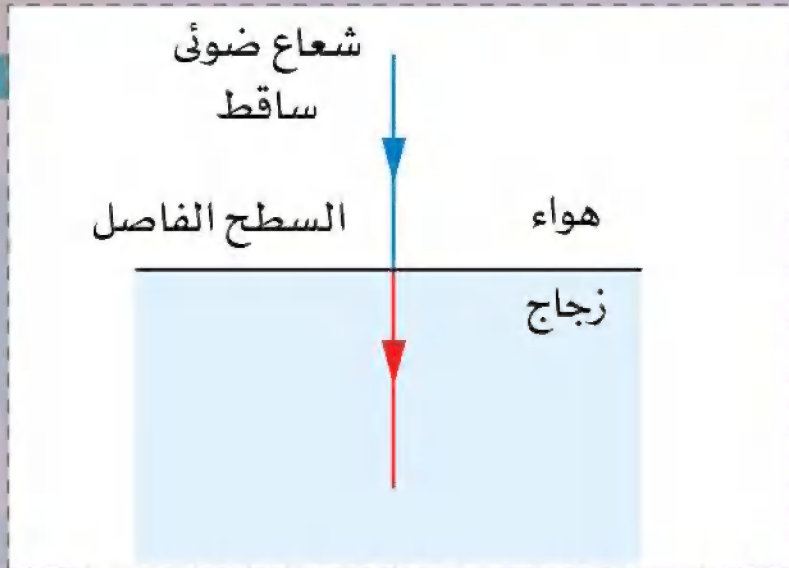 شعاع ضوئى
ساقط
هواء
السطح الفاصل
زجاج